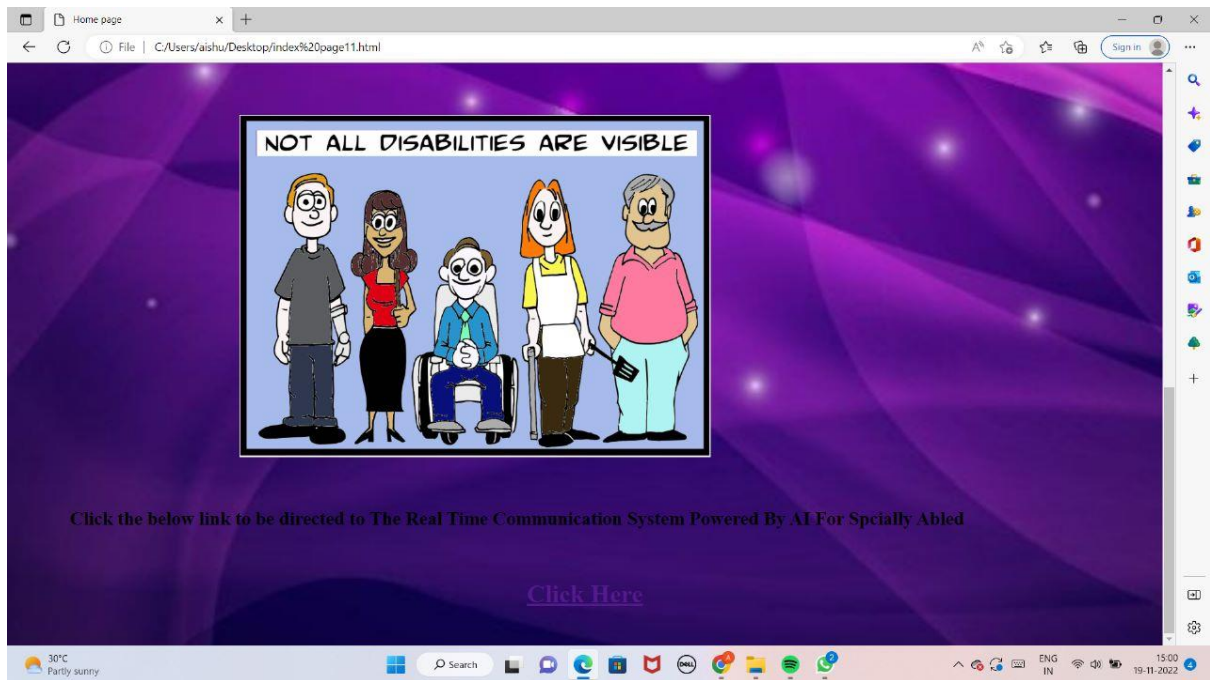 Home page
File | C:/Users/aishu/Desktop/index%20page11.html
Sign in
NOT ALL DISABILITIES ARE VISIBLE
Click the below link to be directed to The Real Time Communication System Powered By AI For Spcially Abled
Click Here
30°C
Partly sunny
Search
DELL
ENG
IN
15:00
19-11-2022
4